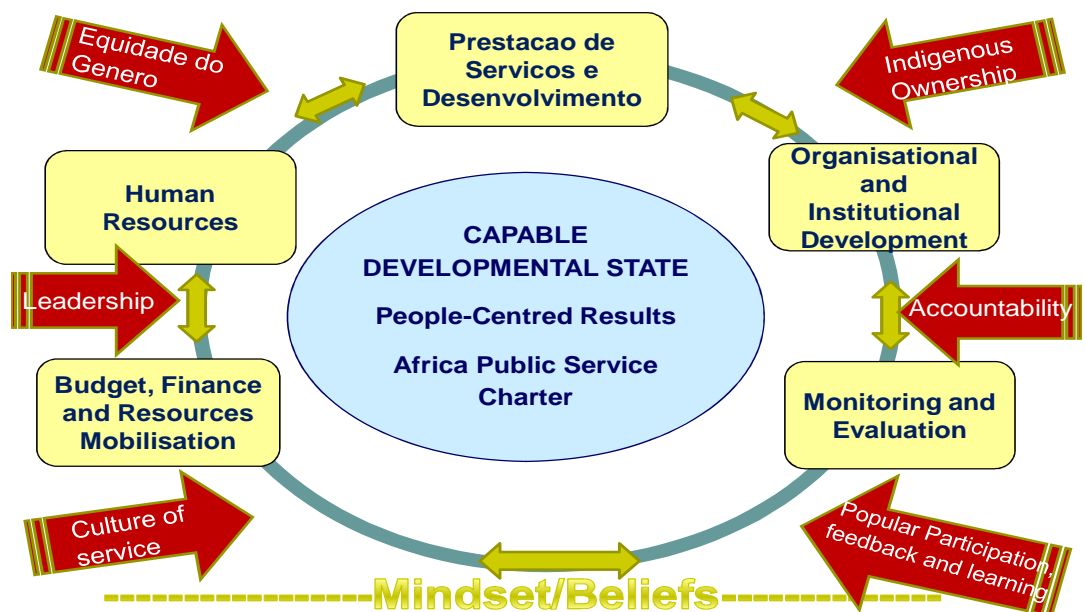 Equidade do
Genero
Prestacao de
Servicos e
Desenvolvimento
Indigenous
Ownership
Human
Resources
Organisational
and
Institutional
Development
CAPABLE
DEVELOPMENTAL STATE
People-Centred Results
Africa Public Service
Charter
Leadership
Accountability
Budget, Finance
and Resources
Mobilisation
Monitoring and
Evaluation
Culture of
service
Popular Participation,
feedback and learning
--------------------Mindset/Beliefs----------------